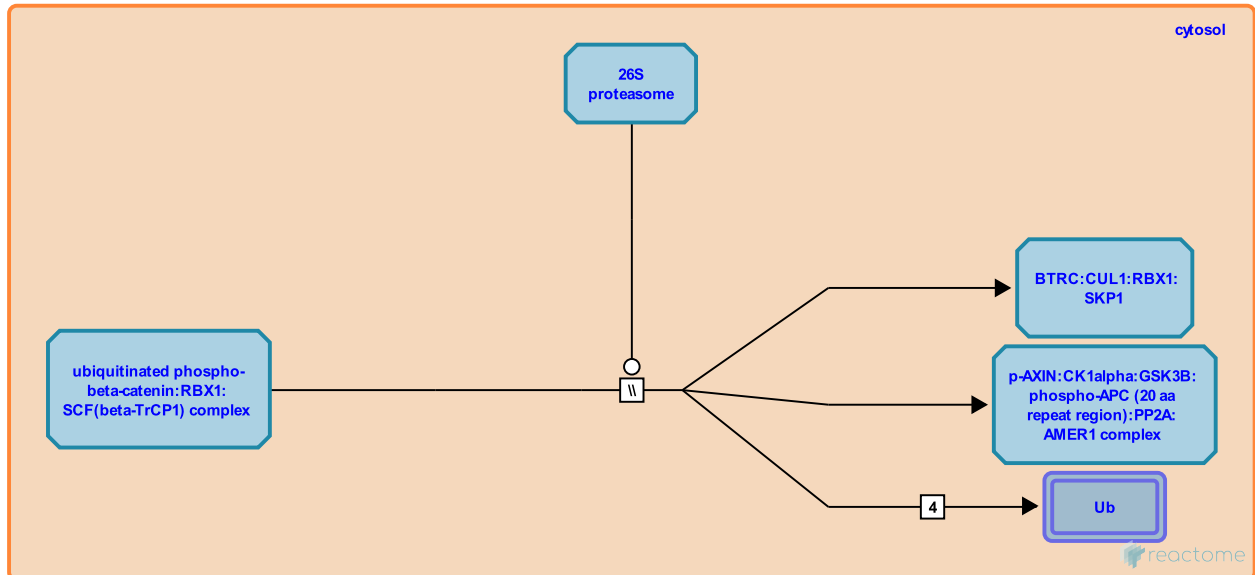 cytosol
26S
proteasome
BTRC:CUL1:RBX1:
SKP1
ubiquitinated phospho-
beta-catenin:RBX1:
SCF(beta-TrCP1) complex
\\
p-AXIN:CK1alpha:GSK3B:
phospho-APC (20 aa
repeat region):PP2A:
AMER1 complex
4
Ub
reactome